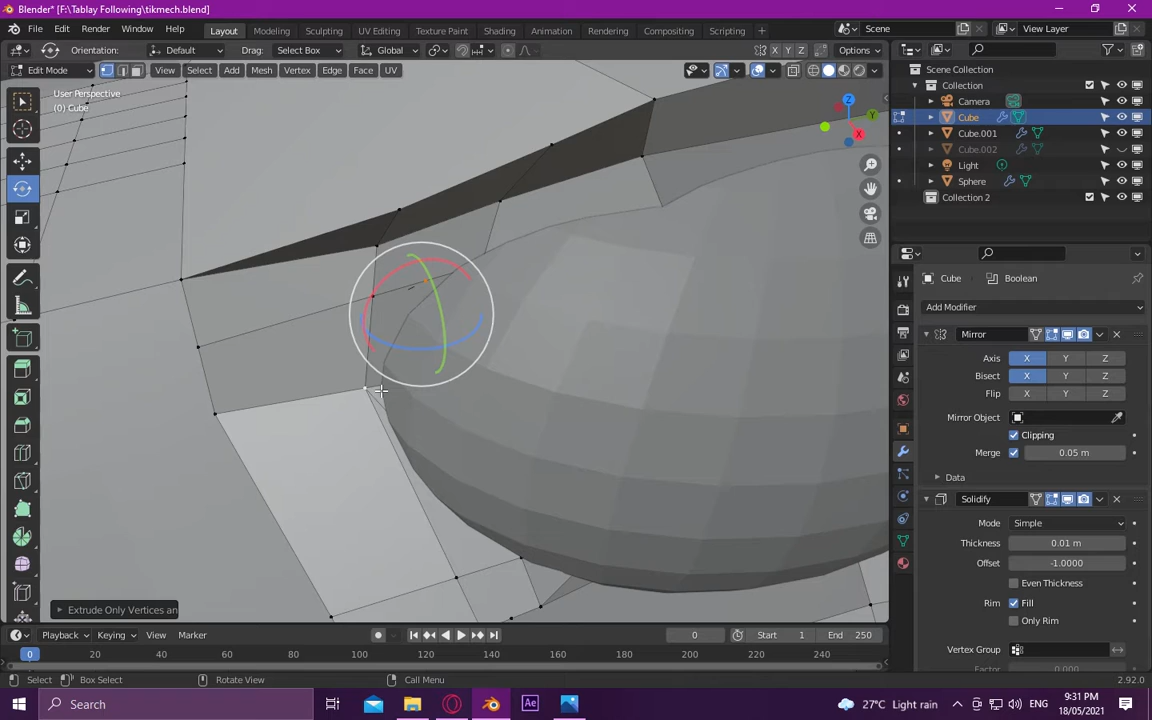 Blender* [F:\Tablay Following\tikmech.blend]
File Edit Render Window Help Layout Modeling Sculpting UV Editing Texture Paint Shading Animation Rendering Compositing Scripting + Scene View Layer
Orientation: Default Drag: Select Box Global X Y Z Options
Edit Mode View Select Add Mesh Vertex Edge Face UV
User Perspective
(0) Cube
Z
Y
X
Scene Collection
Collection
Camera
Cube
Cube.001
Cube.002
Light
Sphere
Collection 2
Cube Boolean
Add Modifier
Mirror
Axis X Y Z
Bisect X Y Z
Flip X Y Z
Mirror Object
Clipping
Merge 0.05 m
Data
Solidify
Mode Simple
Thickness 0.01 m
Offset -1.0000
Even Thickness
Rim Fill
Only Rim
Vertex Group
Factor 0.000
Extrude Only Vertices an
Playback Keying View Marker 0 Start 1 End 250
0 20 40 60 80 100 120 140 160 180 200 220 240
Select Box Select Rotate View Call Menu 2.92.0
Search Ae 27°C Light rain ENG 9:31 PM
18/05/2021